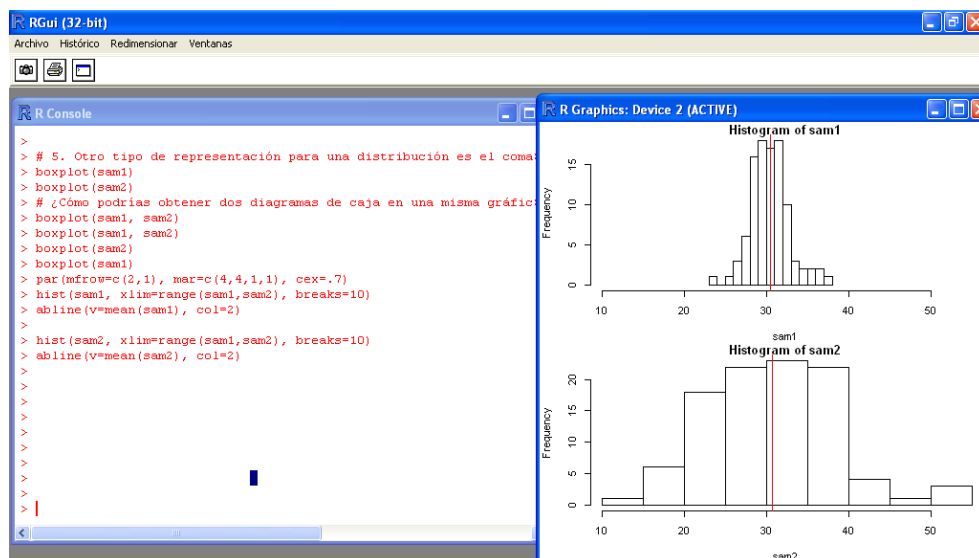 RGui (32-bit)
Archivo Histórico Redimensionar Ventanas
R Console
>
> # 5. Otro tipo de representación para una distribución es el
> boxplot(sam1)
> boxplot(sam2)
> # ¿Cómo podrías obtener dos diagramas de caja en una misma
> boxplot(sam1, sam2)
> boxplot(sam1, sam2)
> boxplot(sam2)
> boxplot(sam1)
> par(mfrow=c(2,1), mar=c(4,4,1,1), cex=.7)
> hist(sam1, xlim=range(sam1,sam2), breaks=10)
> abline(v=mean(sam1), col=2)
>
> hist(sam2, xlim=range(sam1,sam2), breaks=10)
> abline(v=mean(sam2), col=2)
>
>
>
>
>
>
>
>
>
>
R Graphics: Device 2 (ACTIVE)
Histogram of sam1
Frequency
15
10
5
0
10 20 30 40 50
sam1
Histogram of sam2
Frequency
20
15
10
5
0
10 20 30 40 50
sam2